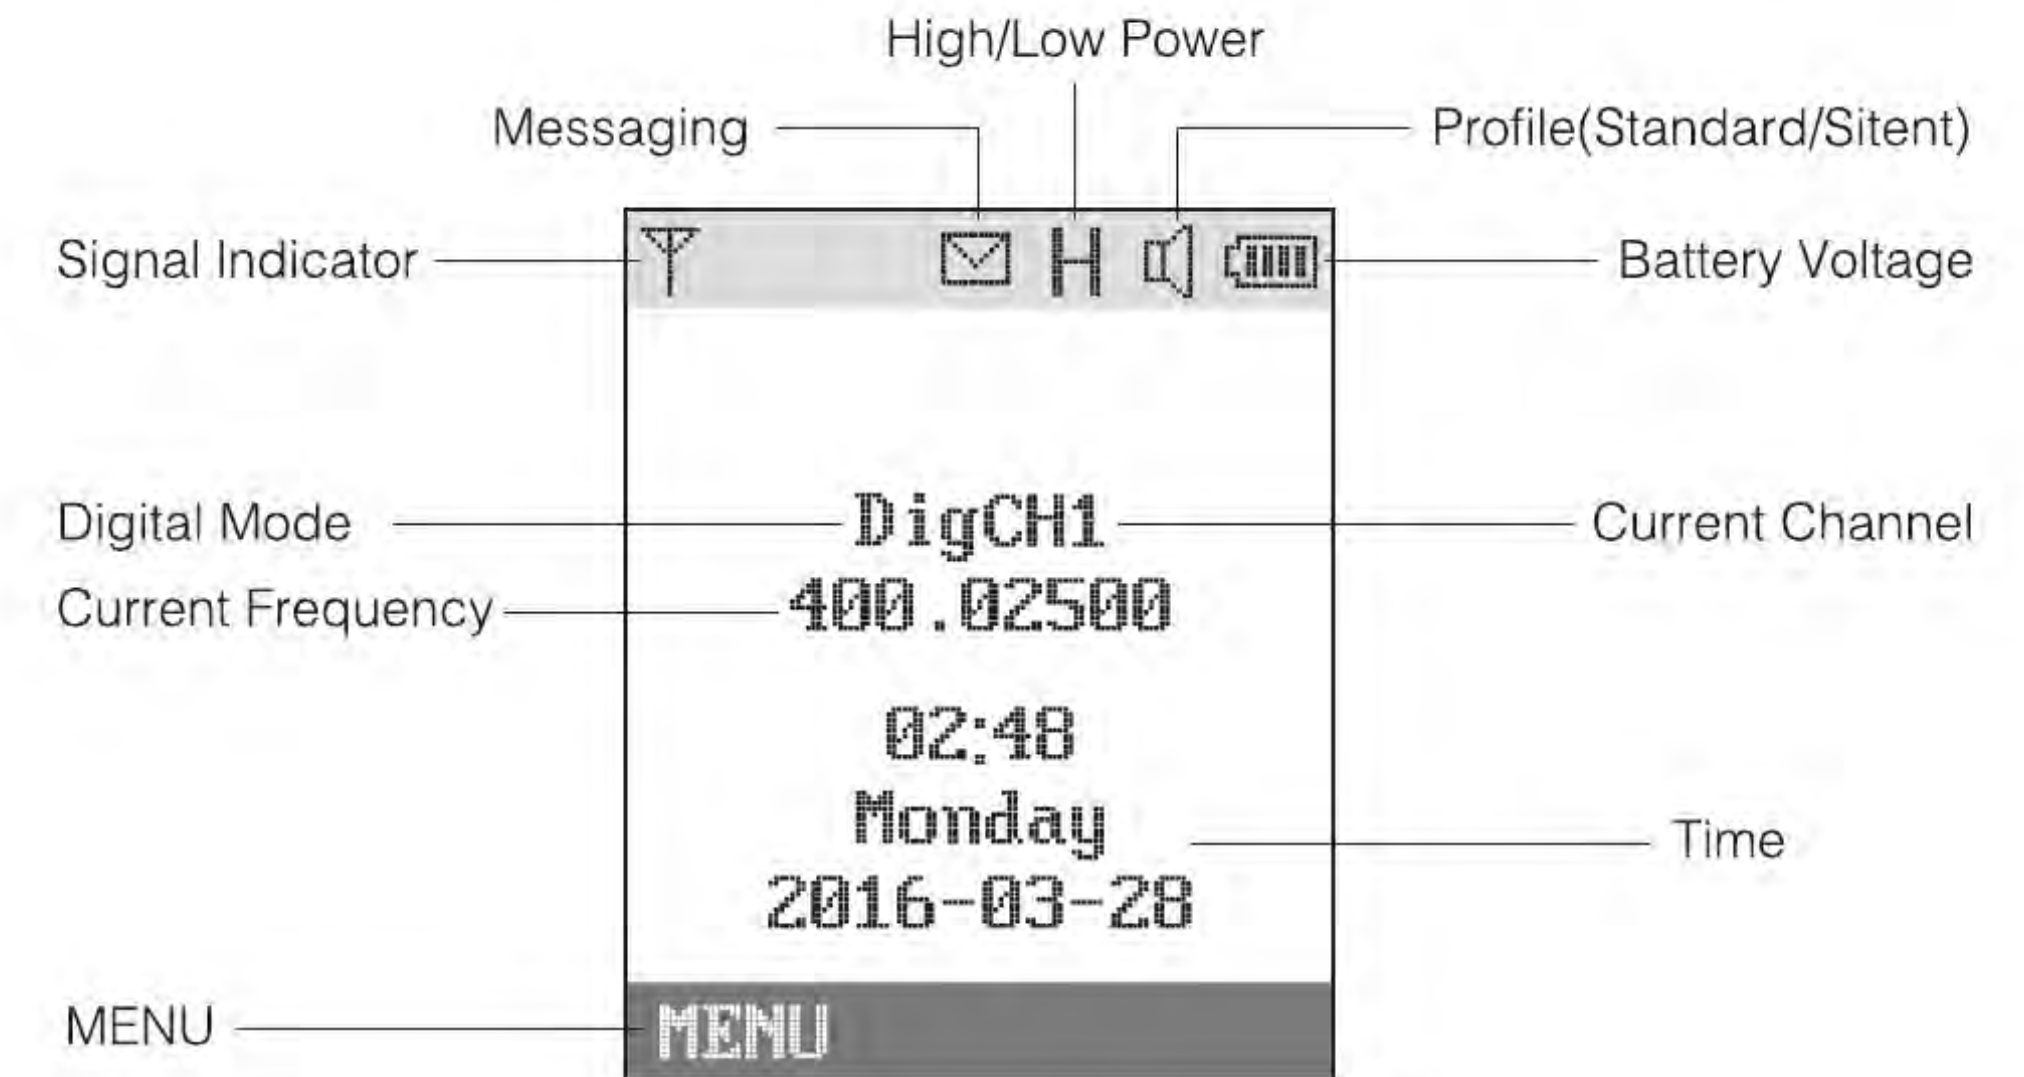 High/Low Power
Messaging
Profile(Standard/Sitent)
Signal Indicator
H
Battery Voltage
Digital Mode
DigCH1
Current Channel
Current Frequency
400.02500
02:48
Monday
Time
2016-03-28
MENU
MENU